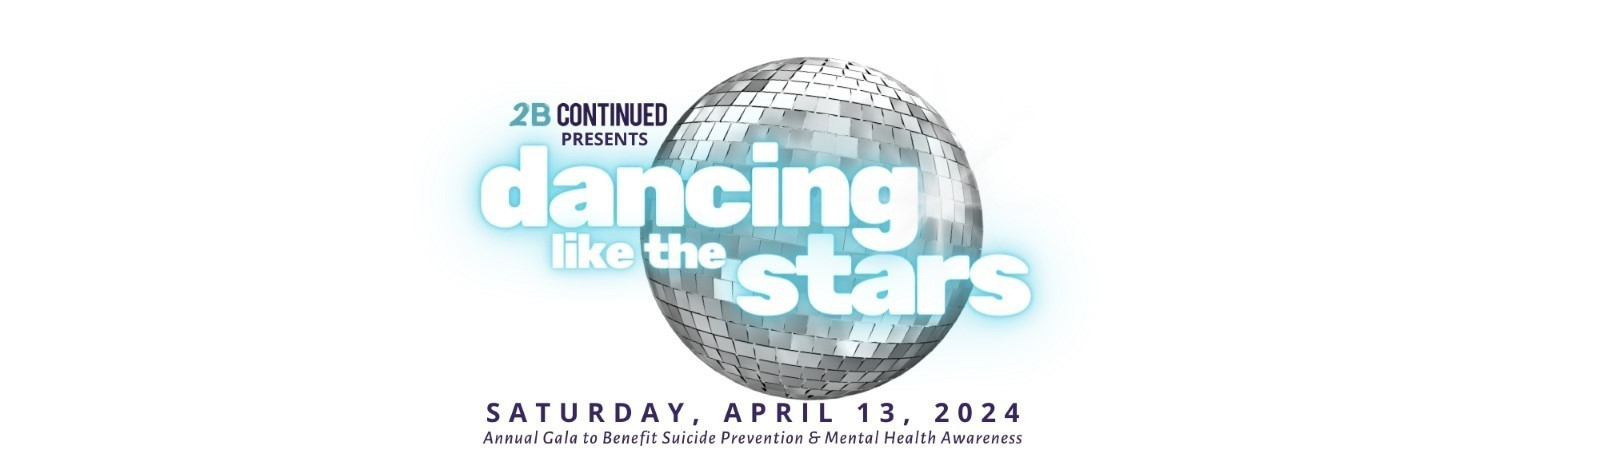 2B CONTINUED
PRESENTS
dancing
like the
stars
SATURDAY, APRIL 13, 2024
Annual Gala to Benefit Suicide Prevention & Mental Health Awareness